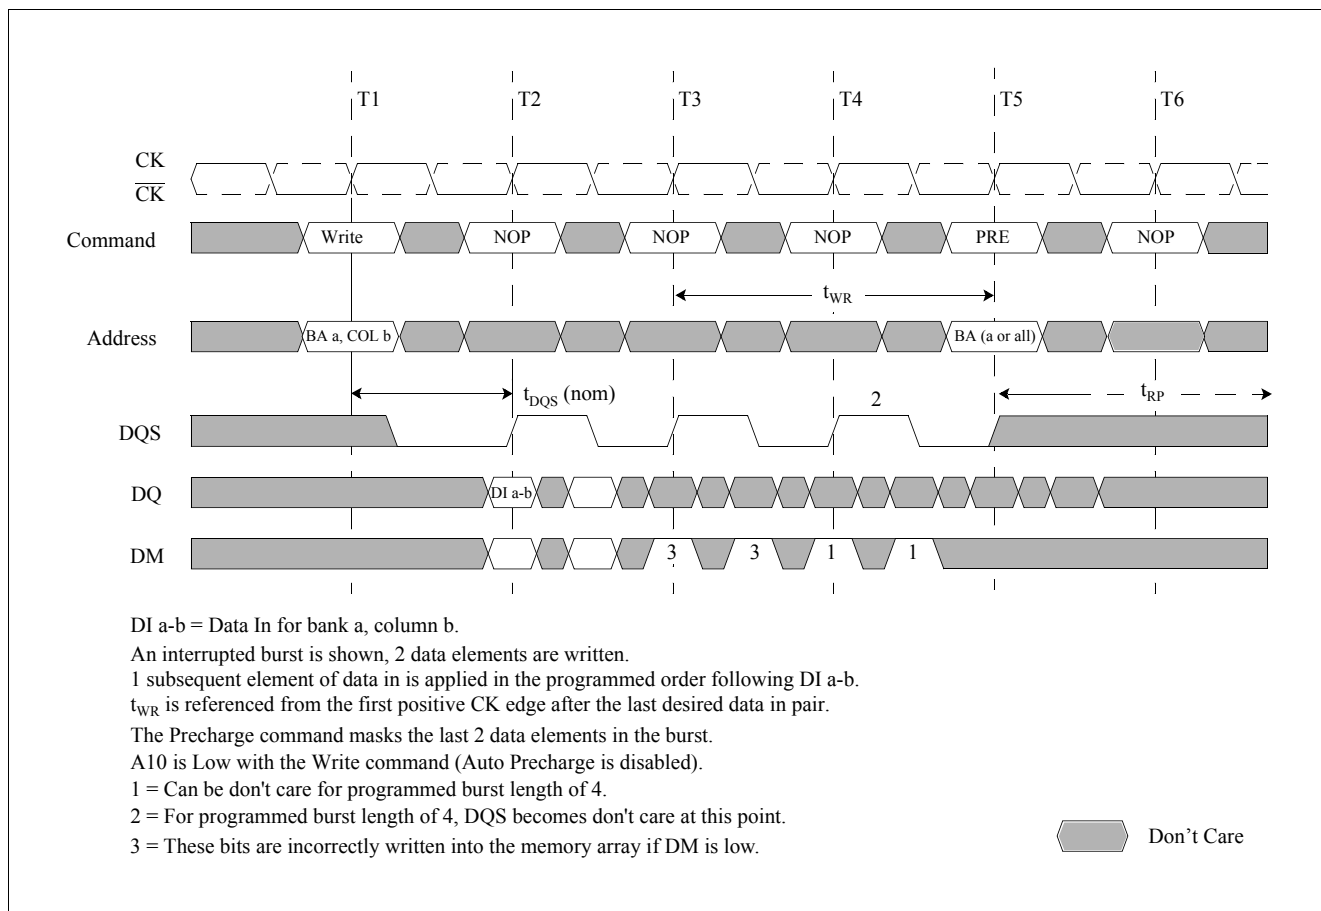 T1 T2 T3 T4 T5 T6
CK
CK
Command Write NOP NOP NOP PRE NOP
tWR
Address BA a, COL b BA (a or all)
tDQS (nom) 2 tRP
DQS
DQ DI a-b
DM 3 3 1 1
DI a-b = Data In for bank a, column b.
An interrupted burst is shown, 2 data elements are written.
1 subsequent element of data in is applied in the programmed order following DI a-b.
tWR is referenced from the first positive CK edge after the last desired data in pair.
The Precharge command masks the last 2 data elements in the burst.
A10 is Low with the Write command (Auto Precharge is disabled).
1 = Can be don't care for programmed burst length of 4.
2 = For programmed burst length of 4, DQS becomes don't care at this point.
3 = These bits are incorrectly written into the memory array if DM is low.
Don’t Care